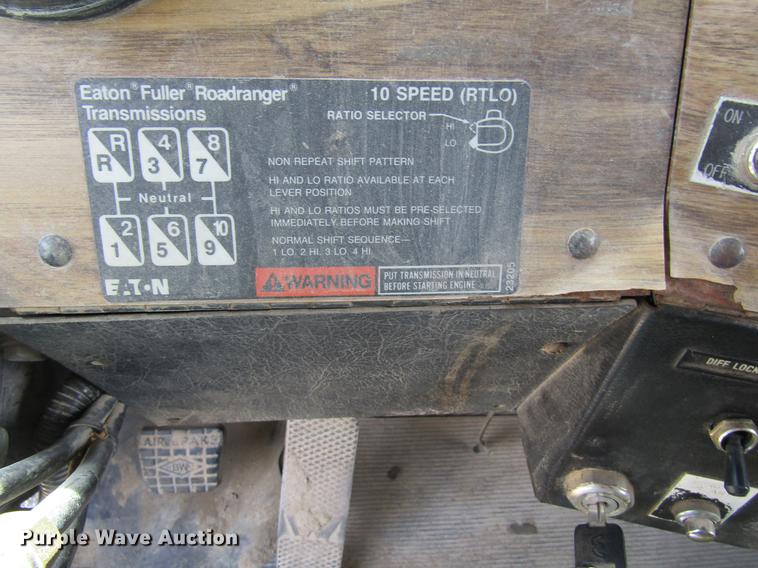 Eaton® Fuller® Roadranger®
Transmissions
10 SPEED (RTLO)
RATIO SELECTOR
HI
LO
R 4 8
R 3 7
Neutral
2 6 10
1 5 9
NON REPEAT SHIFT PATTERN
HI AND LO RATIO AVAILABLE AT EACH
LEVER POSITION
HI AND LO RATIOS MUST BE PRE-SELECTED
IMMEDIATELY BEFORE MAKING SHIFT
NORMAL SHIFT SEQUENCE—
1 LO. 2 HI. 3 LO. 4 HI
EATON
WARNING
PUT TRANSMISSION IN NEUTRAL
BEFORE STARTING ENGINE
23205
ON
OFF
DIFF LOCK
AIR BRAKE
BW
Purple Wave Auction